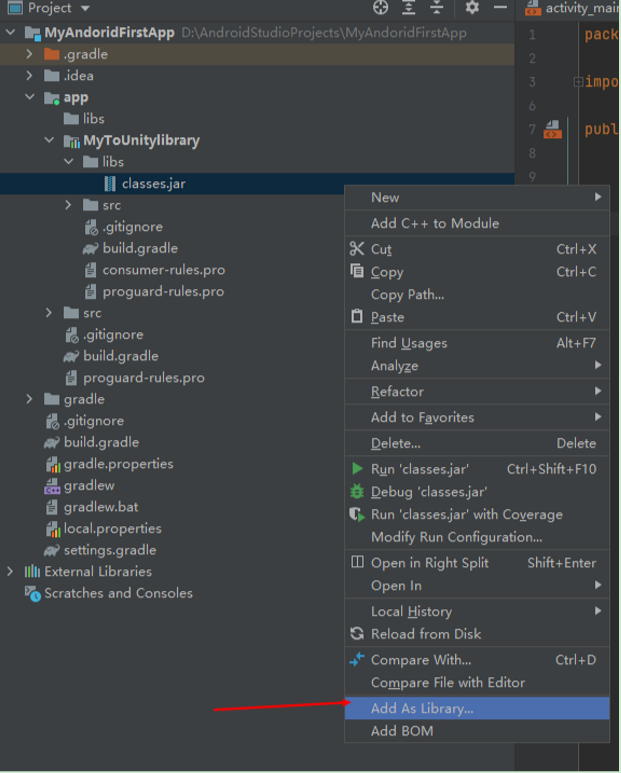 Project
activity_mai
MyAndoridFirstApp D:\AndroidStudioProjects\MyAndoridFirstApp
.gradle
.idea
app
libs
MyToUnitylibrary
libs
classes.jar
src
.gitignore
build.gradle
consumer-rules.pro
proguard-rules.pro
src
.gitignore
build.gradle
proguard-rules.pro
gradle
.gitignore
build.gradle
gradle.properties
gradlew
gradlew.bat
local.properties
settings.gradle
External Libraries
Scratches and Consoles
1 pack
2
3 impo
6
7 publ
8
9
New
Add C++ to Module
Cut Ctrl+X
Copy Ctrl+C
Copy Path...
Paste Ctrl+V
Find Usages Alt+F7
Analyze
Refactor
Add to Favorites
Delete... Delete
Run 'classes.jar' Ctrl+Shift+F10
Debug 'classes.jar'
Run 'classes.jar' with Coverage
Modify Run Configuration...
Open in Right Split Shift+Enter
Open In
Local History
Reload from Disk
Compare With... Ctrl+D
Compare File with Editor
Add As Library...
Add BOM